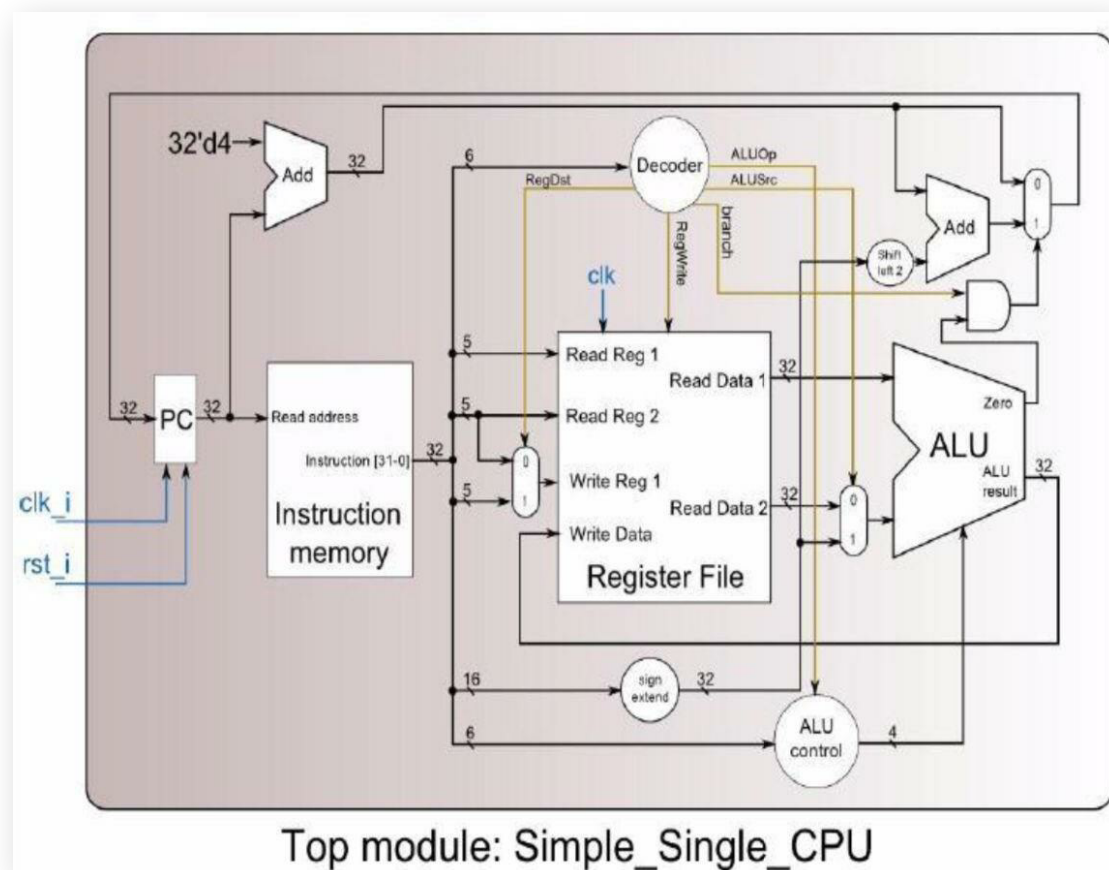 32'd4
Add
32
6
Decoder
ALUOp
RegDst
ALUSrc
branch
RegWrite
Add
0
1
Shift
left 2
clk
5
Read Reg 1
Read Data 1
32
32
PC
32
Read address
5
Read Reg 2
Zero
ALU
Instruction [31-0]
32
0
1
Write Reg 1
5
ALU
result
32
Read Data 2
32
0
1
clk_i
Instruction
memory
Write Data
rst_i
Register File
16
sign
extend
32
6
ALU
control
4
Top module: Simple_Single_CPU